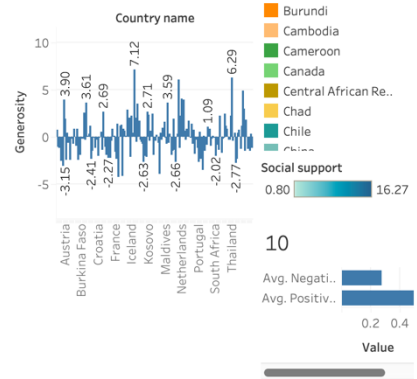 Country name
10
5
0
-5
Generosity
3.90
3.61
2.69
7.12
2.71
3.59
1.09
6.29
-3.15
-2.41
-2.27
-2.63
-2.66
-2.02
-2.77
Austria
Burkina Faso
Croatia
France
Iceland
Kosovo
Maldives
Netherlands
Portugal
South Africa
Thailand
Burundi
Cambodia
Cameroon
Canada
Central African Re..
Chad
Chile
China
Social support
0.80 16.27
10
Avg. Negati..
Avg. Positiv..
0.2 0.4
Value